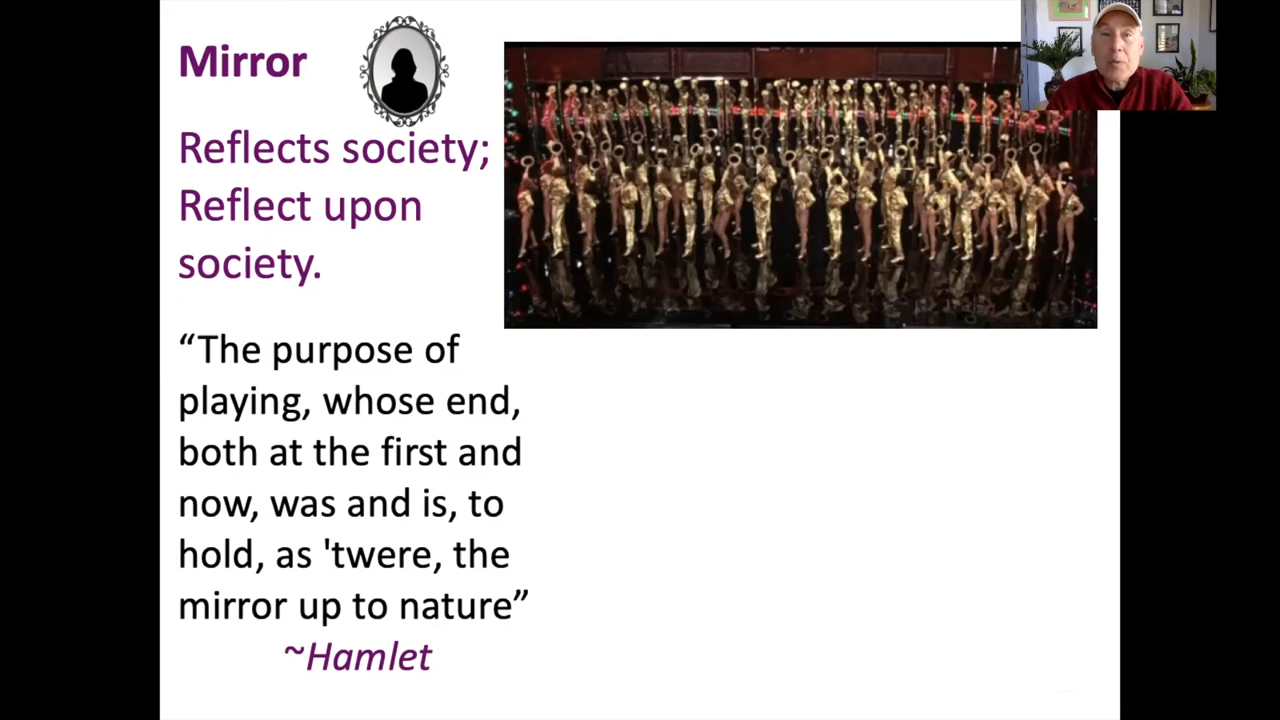 Mirror
Reflects society;
Reflect upon
society.
“The purpose of
playing, whose end,
both at the first and
now, was and is, to
hold, as 'twere, the
mirror up to nature”
~Hamlet